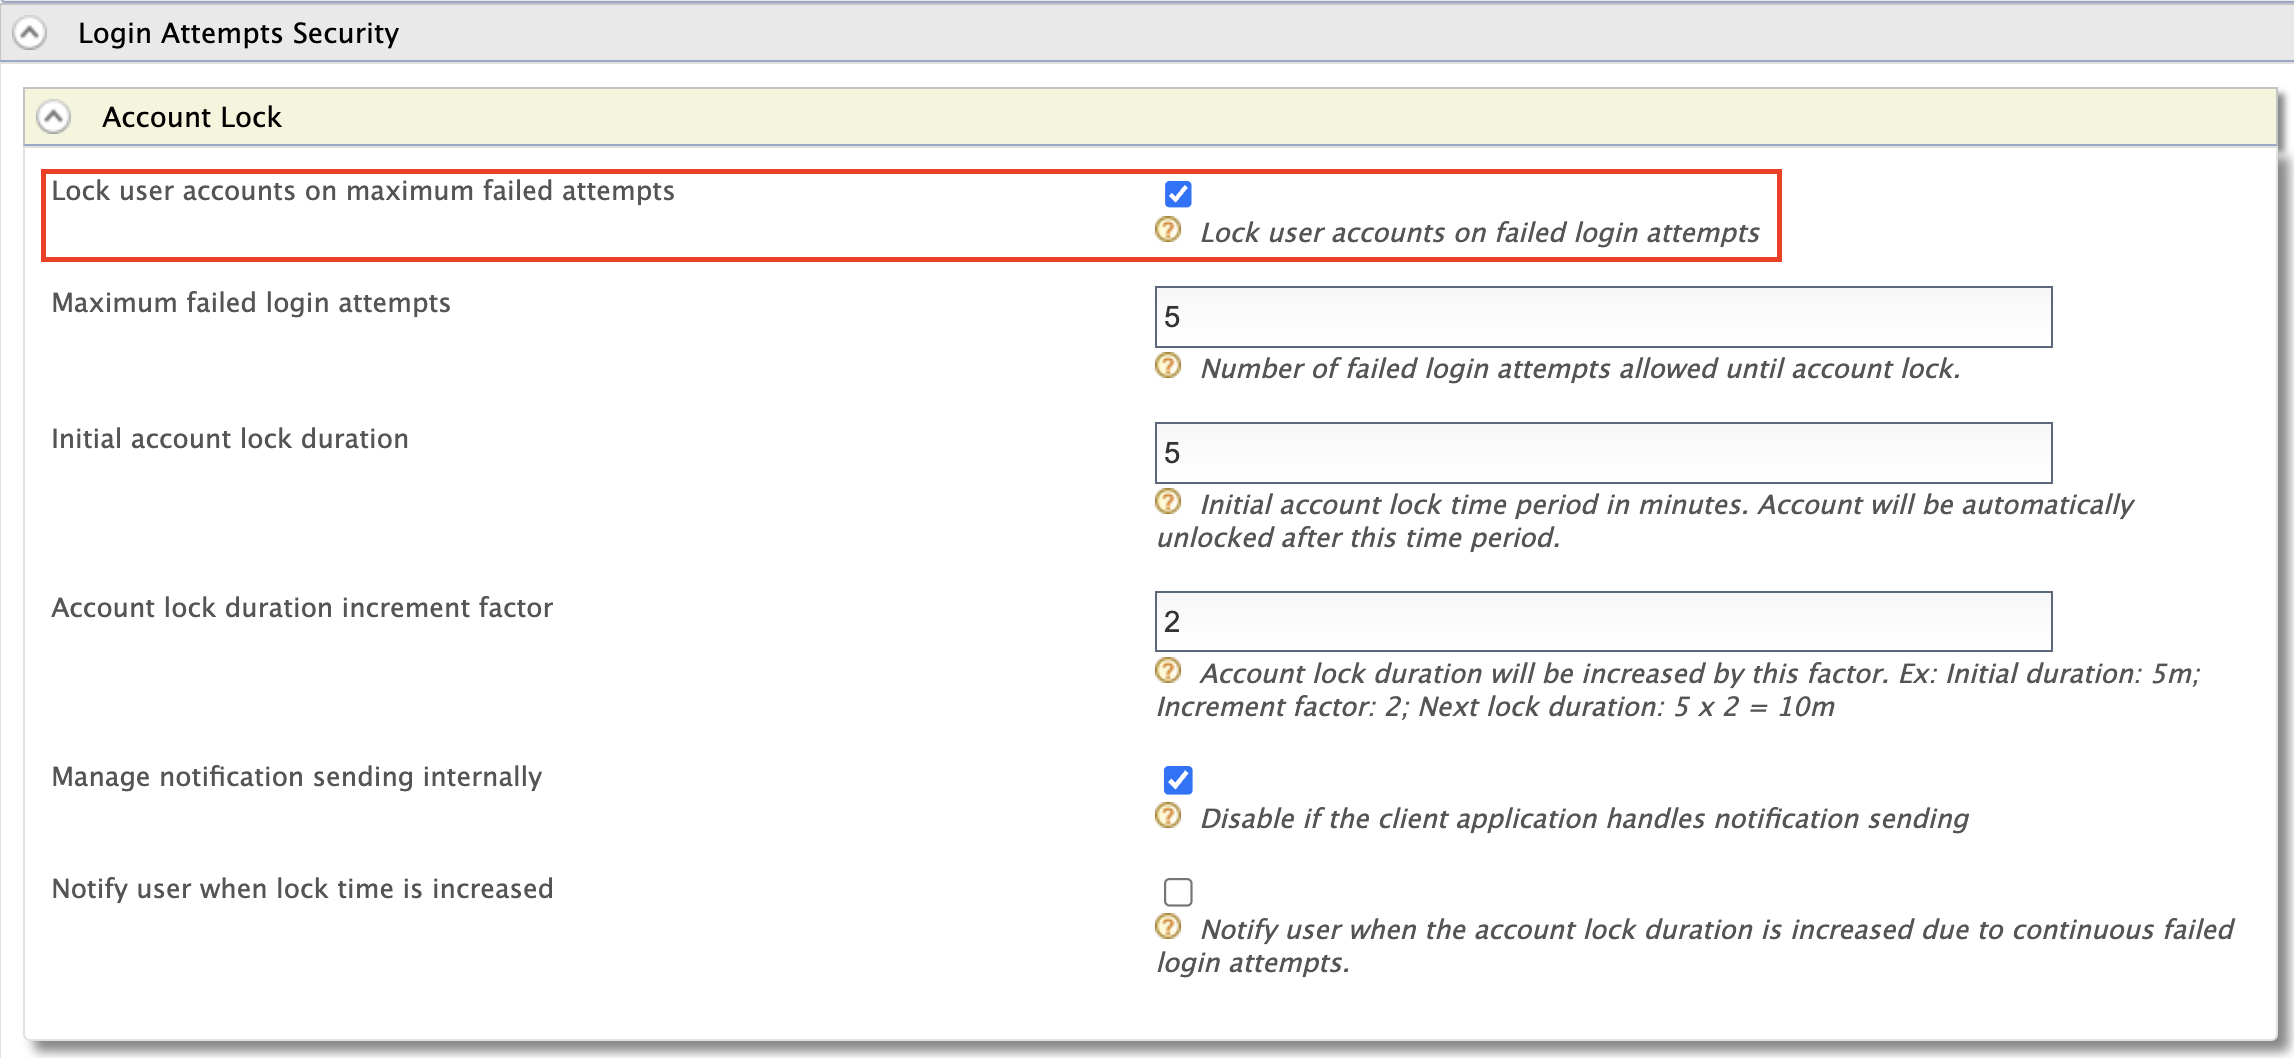 Login Attempts Security
Account Lock
Lock user accounts on maximum failed attempts
Lock user accounts on failed login attempts
Maximum failed login attempts
5
Number of failed login attempts allowed until account lock.
Initial account lock duration
5
Initial account lock time period in minutes. Account will be automatically
unlocked after this time period.
Account lock duration increment factor
2
Account lock duration will be increased by this factor. Ex: Initial duration: 5m;
Increment factor: 2; Next lock duration: 5 x 2 = 10m
Manage notification sending internally
Disable if the client application handles notification sending
Notify user when lock time is increased
Notify user when the account lock duration is increased due to continuous failed
login attempts.